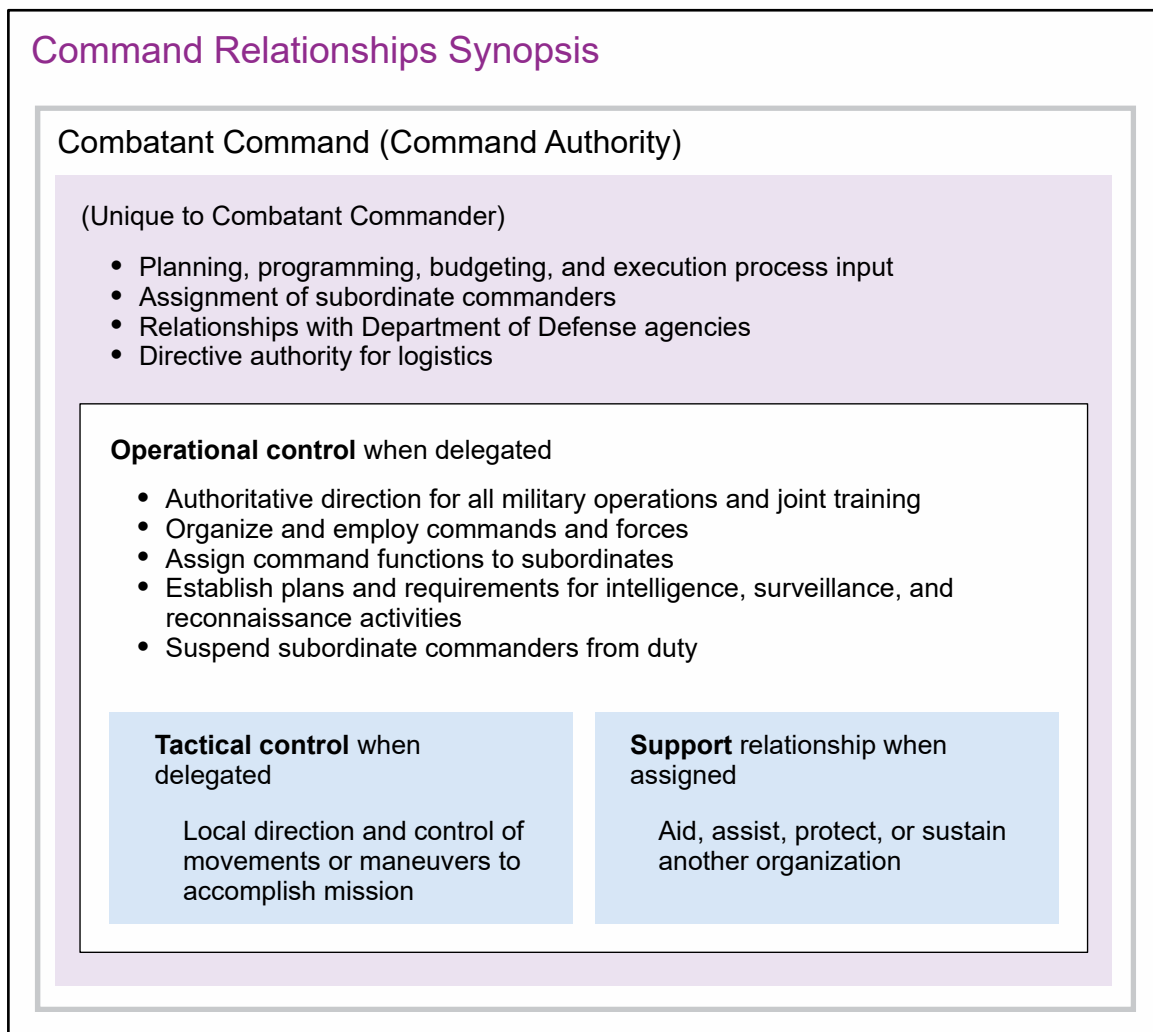 Command Relationships Synopsis
Combatant Command (Command Authority)
(Unique to Combatant Commander)
• Planning, programming, budgeting, and execution process input
• Assignment of subordinate commanders
• Relationships with Department of Defense agencies
• Directive authority for logistics
Operational control when delegated
• Authoritative direction for all military operations and joint training
• Organize and employ commands and forces
• Assign command functions to subordinates
• Establish plans and requirements for intelligence, surveillance, and
reconnaissance activities
• Suspend subordinate commanders from duty
Tactical control when
delegated
Local direction and control of
movements or maneuvers to
accomplish mission
Support relationship when
assigned
Aid, assist, protect, or sustain
another organization